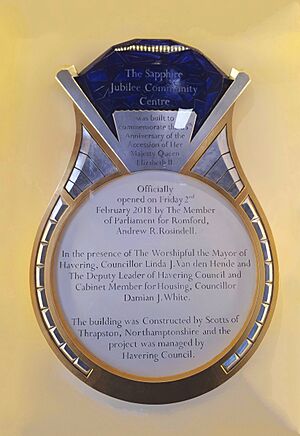 The Sapphire
Jubilee Community
Centre
was built to
commemorate the
Anniversary of the
Accession of Her
Majesty Queen
Elizabeth II
Officially
opened on Friday 2nd
February 2018 by The Member
of Parliament for Romford,
Andrew R.Rosindell.
In the presence of The Worshipful the Mayor of
Havering, Councillor Linda J.Van den Hende and
The Deputy Leader of Havering Council and
Cabinet Member for Housing, Councillor
Damian J.White.
The building was Constructed by Scotts of
Thrapston, Northamptonshire and the
project was managed by
Havering Council.